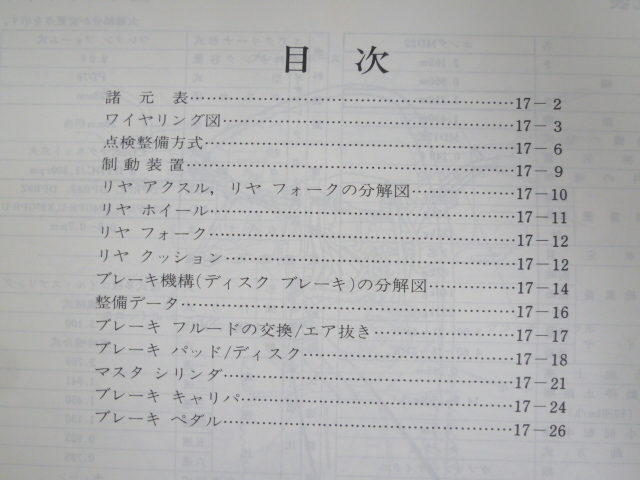 目次
諸元表……17－2
ワイヤリング図……17－3
点検整備方式……17－6
制動装置……17－9
リヤ アクスル，リヤ フォークの分解図……17－10
リヤ ホイール……17－11
リヤ フォーク……17－12
リヤ クッション……17－12
ブレーキ機構(ディスク ブレーキ)の分解図……17－14
整備データ……17－16
ブレーキ フルードの交換/エア抜き……17－17
ブレーキ パッド/ディスク……17－18
マスタ シリンダ……17－21
ブレーキ キャリパ……17－24
ブレーキ ペダル……17－26